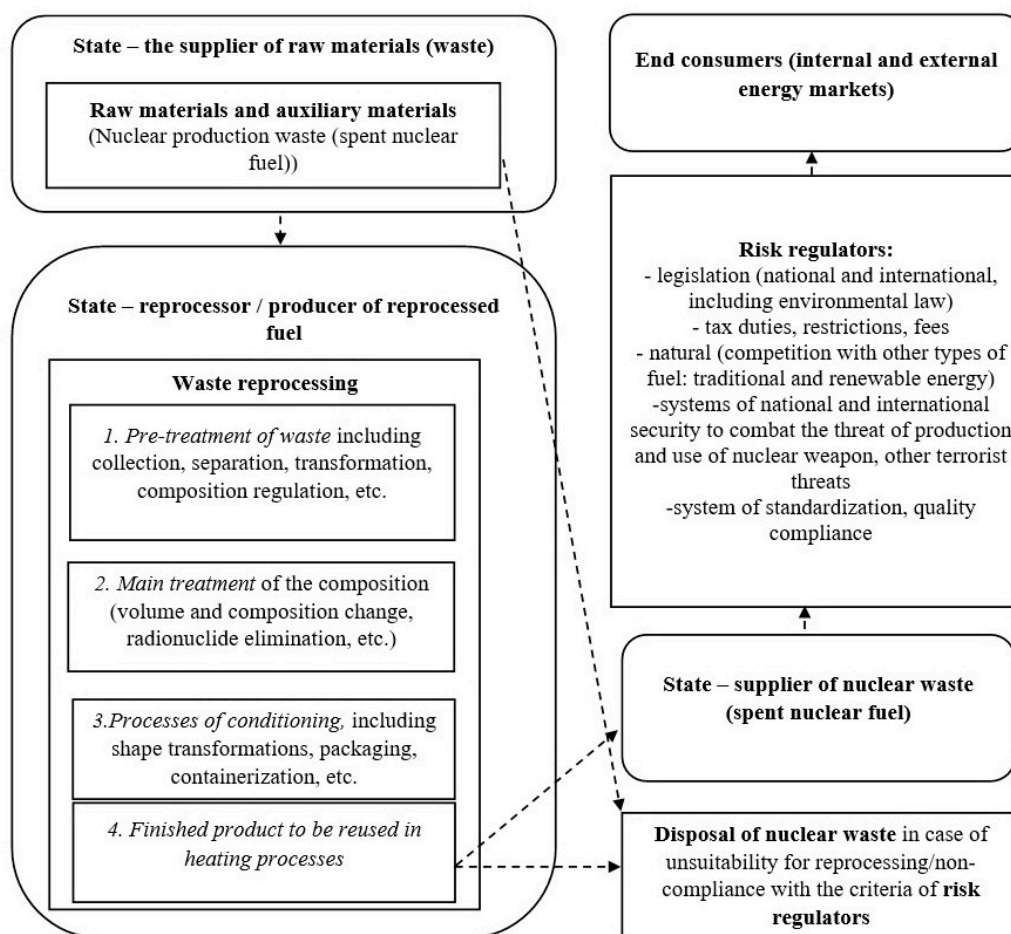 State – the supplier of raw materials (waste)
Raw materials and auxiliary materials
(Nuclear production waste (spent nuclear
fuel))
State – reprocessor / producer of reprocessed
fuel
Waste reprocessing
1. Pre-treatment of waste including
collection, separation, transformation,
composition regulation, etc.
2. Main treatment of the composition
(volume and composition change,
radionuclide elimination, etc.)
3.Processes of conditioning, including
shape transformations, packaging,
containerization, etc.
4. Finished product to be reused in
heating processes
End consumers (internal and external
energy markets)
Risk regulators:
- legislation (national and international,
including environmental law)
- tax duties, restrictions, fees
- natural (competition with other types of
fuel: traditional and renewable energy)
-systems of national and international
security to combat the threat of production
and use of nuclear weapon, other terrorist
threats
-system of standardization, quality
compliance
State – supplier of nuclear waste
(spent nuclear fuel)
Disposal of nuclear waste in case of
unsuitability for reprocessing/non-
compliance with the criteria of risk
regulators